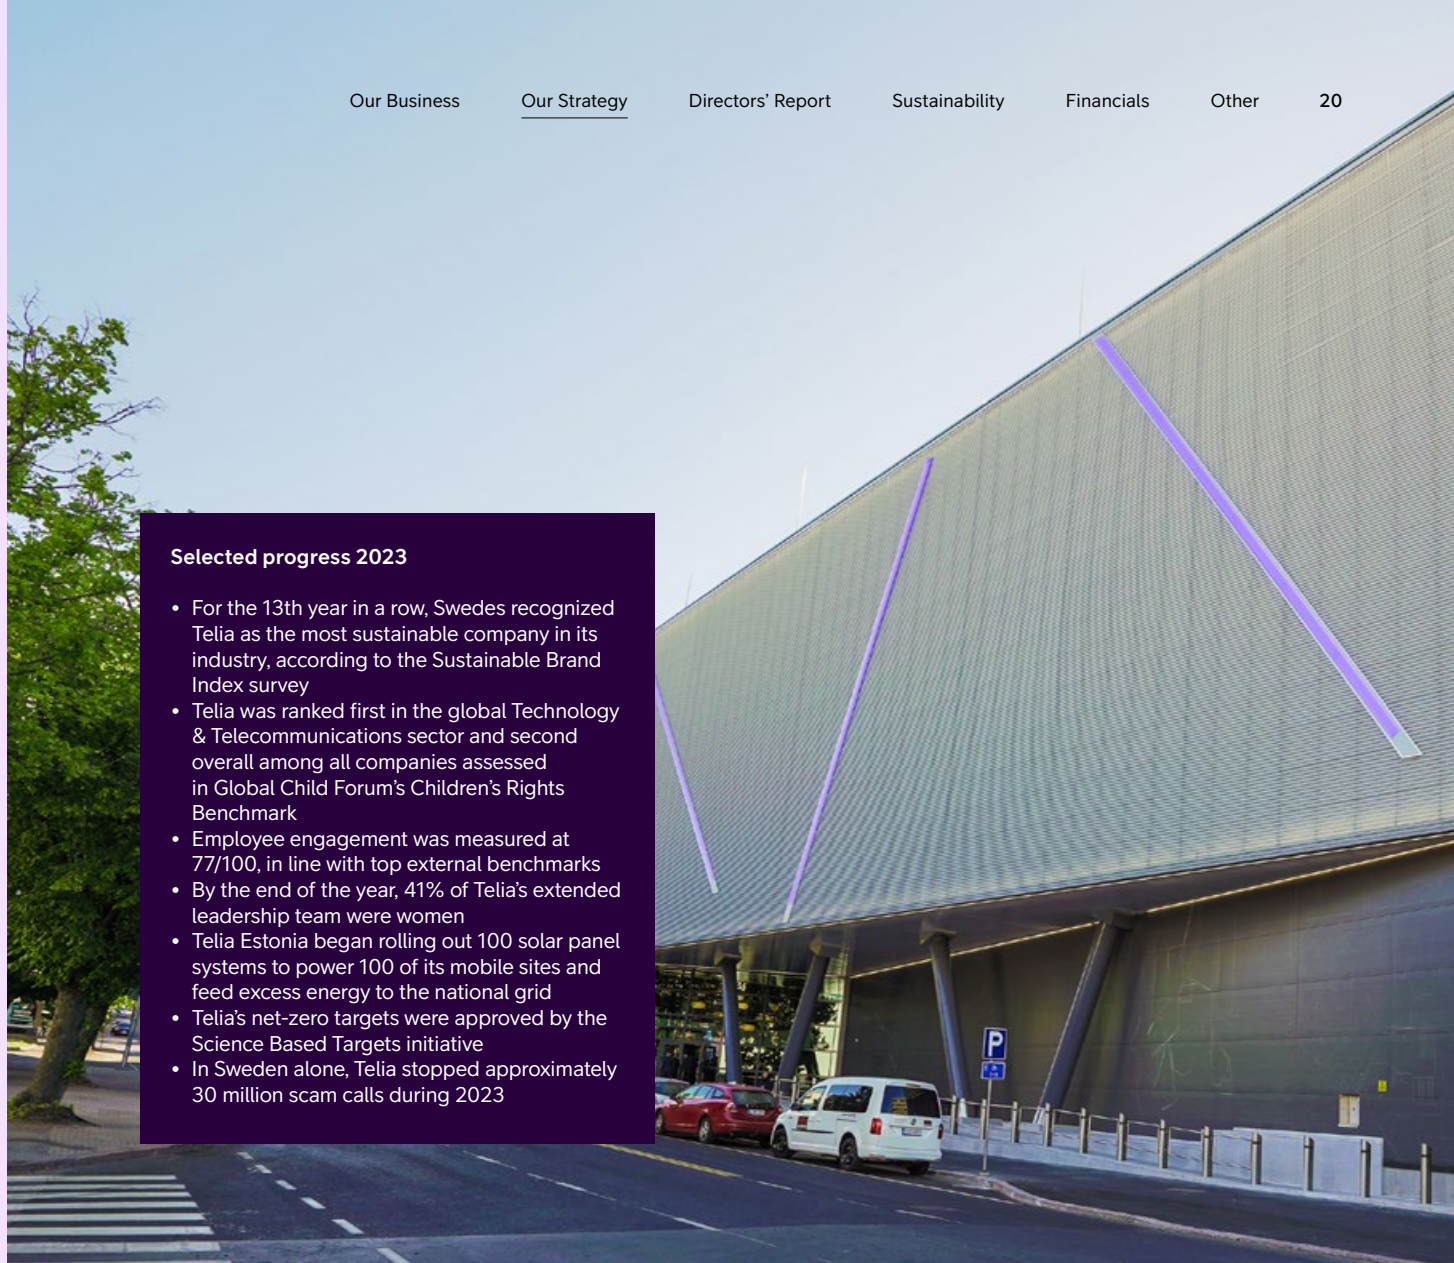 Our Business Our Strategy Directors’ Report Sustainability Financials Other 20
Selected progress 2023
• For the 13th year in a row, Swedes recognized
Telia as the most sustainable company in its
industry, according to the Sustainable Brand
Index survey
• Telia was ranked first in the global Technology
& Telecommunications sector and second
overall among all companies assessed
in Global Child Forum’s Children’s Rights
Benchmark
• Employee engagement was measured at
77/100, in line with top external benchmarks
• By the end of the year, 41% of Telia’s extended
leadership team were women
• Telia Estonia began rolling out 100 solar panel
systems to power 100 of its mobile sites and
feed excess energy to the national grid
• Telia’s net-zero targets were approved by the
Science Based Targets initiative
• In Sweden alone, Telia stopped approximately
30 million scam calls during 2023
P